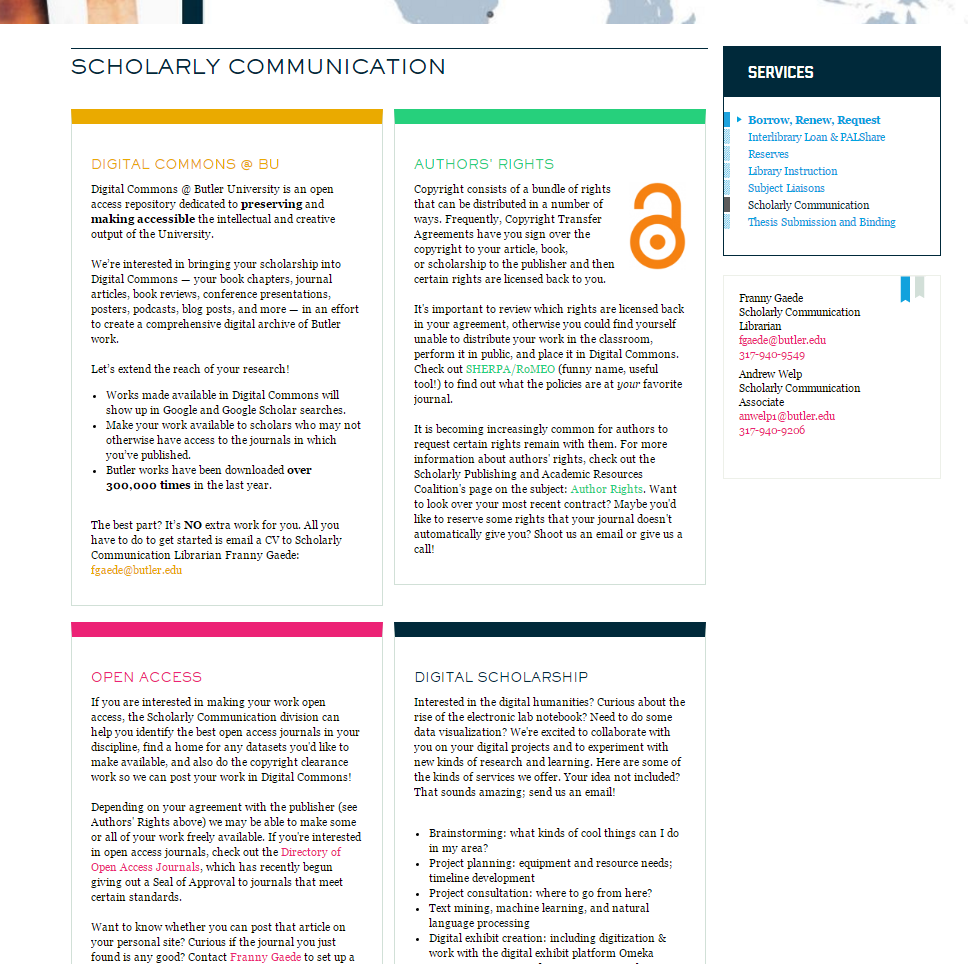 SCHOLARLY COMMUNICATION
DIGITAL COMMONS @ BU
Digital Commons @ Butler University is an open
access repository dedicated to preserving and
making accessible the intellectual and creative
output of the University.
We're interested in bringing your scholarship into
Digital Commons — your book chapters, journal
articles, book reviews, conference presentations,
posters, podcasts, blog posts, and more — in an effort
to create a comprehensive digital archive of Butler
work.
Let's extend the reach of your research!
• Works made available in Digital Commons will
show up in Google and Google Scholar searches.
• Make your work available to scholars who may not
otherwise have access to the journals in which
you've published.
• Butler works have been downloaded over
300,000 times in the last year.
The best part? It's NO extra work for you. All you
have to do to get started is email a CV to Scholarly
Communication Librarian Franny Gaede:
fgaede@butler.edu
AUTHORS' RIGHTS
Copyright consists of a bundle of rights
that can be distributed in a number of
ways. Frequently, Copyright Transfer
Agreements have you sign over the
copyright to your article, book,
or scholarship to the publisher and then
certain rights are licensed back to you.
It's important to review which rights are licensed back
in your agreement, otherwise you could find yourself
unable to distribute your work in the classroom,
perform it in public, and place it in Digital Commons.
Check out SHERPA/RoMEO (funny name, useful
tool!) to find out what the policies are at your favorite
journal.
It is becoming increasingly common for authors to
request certain rights remain with them. For more
information about authors' rights, check out the
Scholarly Publishing and Academic Resources
Coalition's page on the subject: Author Rights. Want
to look over your most recent contract? Maybe you'd
like to reserve some rights that your journal doesn't
automatically give you? Shoot us an email or give us a
call!
OPEN ACCESS
If you are interested in making your work open
access, the Scholarly Communication division can
help you identify the best open access journals in your
discipline, find a home for any datasets you'd like to
make available, and also do the copyright clearance
work so we can post your work in Digital Commons!
Depending on your agreement with the publisher (see
Authors' Rights above) we may be able to make some
or all of your work freely available. If you're interested
in open access journals, check out the Directory of
Open Access Journals, which has recently begun
giving out a Seal of Approval to journals that meet
certain standards.
Want to know whether you can post that article on
your personal site? Curious if the journal you just
found is any good? Contact Franny Gaede to set up a
DIGITAL SCHOLARSHIP
Interested in the digital humanities? Curious about the
rise of the electronic lab notebook? Need to do some
data visualization? We're excited to collaborate with
you on your digital projects and to experiment with
new kinds of research and learning. Here are some of
the kinds of services we offer. Your idea not included?
That sounds amazing; send us an email!
• Brainstorming: what kinds of cool things can I do
in my area?
• Project planning: equipment and resource needs;
timeline development
• Project consultation: where to go from here?
• Text mining, machine learning, and natural
language processing
• Digital exhibit creation: including digitization &
work with the digital exhibit platform Omeka
SERVICES
Borrow, Renew, Request
Interlibrary Loan & PALShare
Reserves
Library Instruction
Subject Liaisons
Scholarly Communication
Thesis Submission and Binding
Franny Gaede
Scholarly Communication
Librarian
fgaede@butler.edu
317-940-9549
Andrew Welp
Scholarly Communication
Associate
anwelp1@butler.edu
317-940-9206